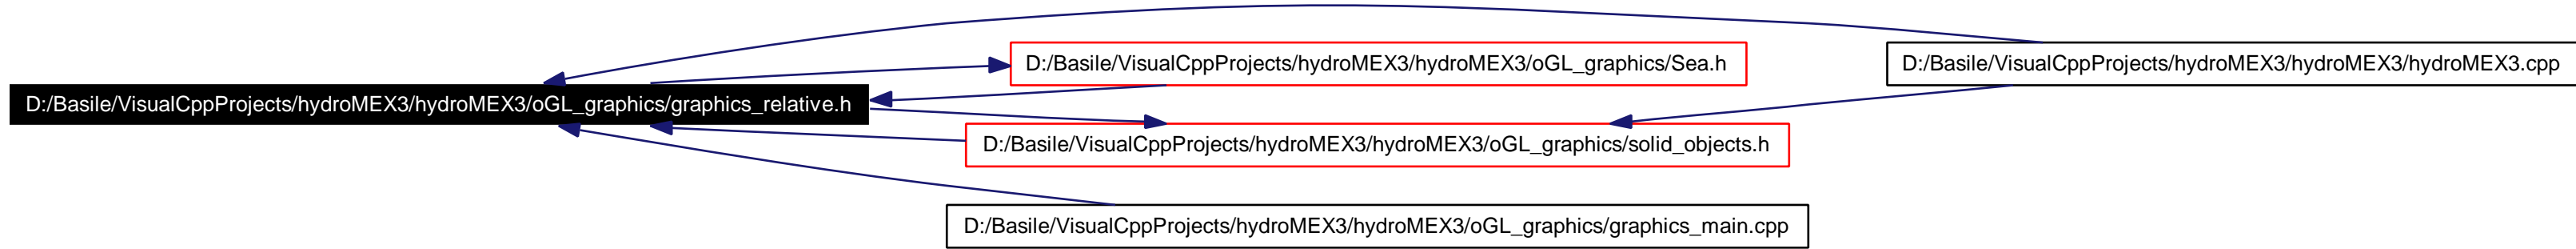 D:/Basile/VisualCppProjects/hydroMEX3/hydroMEX3/oGL_graphics/graphics_relative.h
D:/Basile/VisualCppProjects/hydroMEX3/hydroMEX3/oGL_graphics/Sea.h
D:/Basile/VisualCppProjects/hydroMEX3/hydroMEX3/hydroMEX3.cpp
D:/Basile/VisualCppProjects/hydroMEX3/hydroMEX3/oGL_graphics/solid_objects.h
D:/Basile/VisualCppProjects/hydroMEX3/hydroMEX3/oGL_graphics/graphics_main.cpp